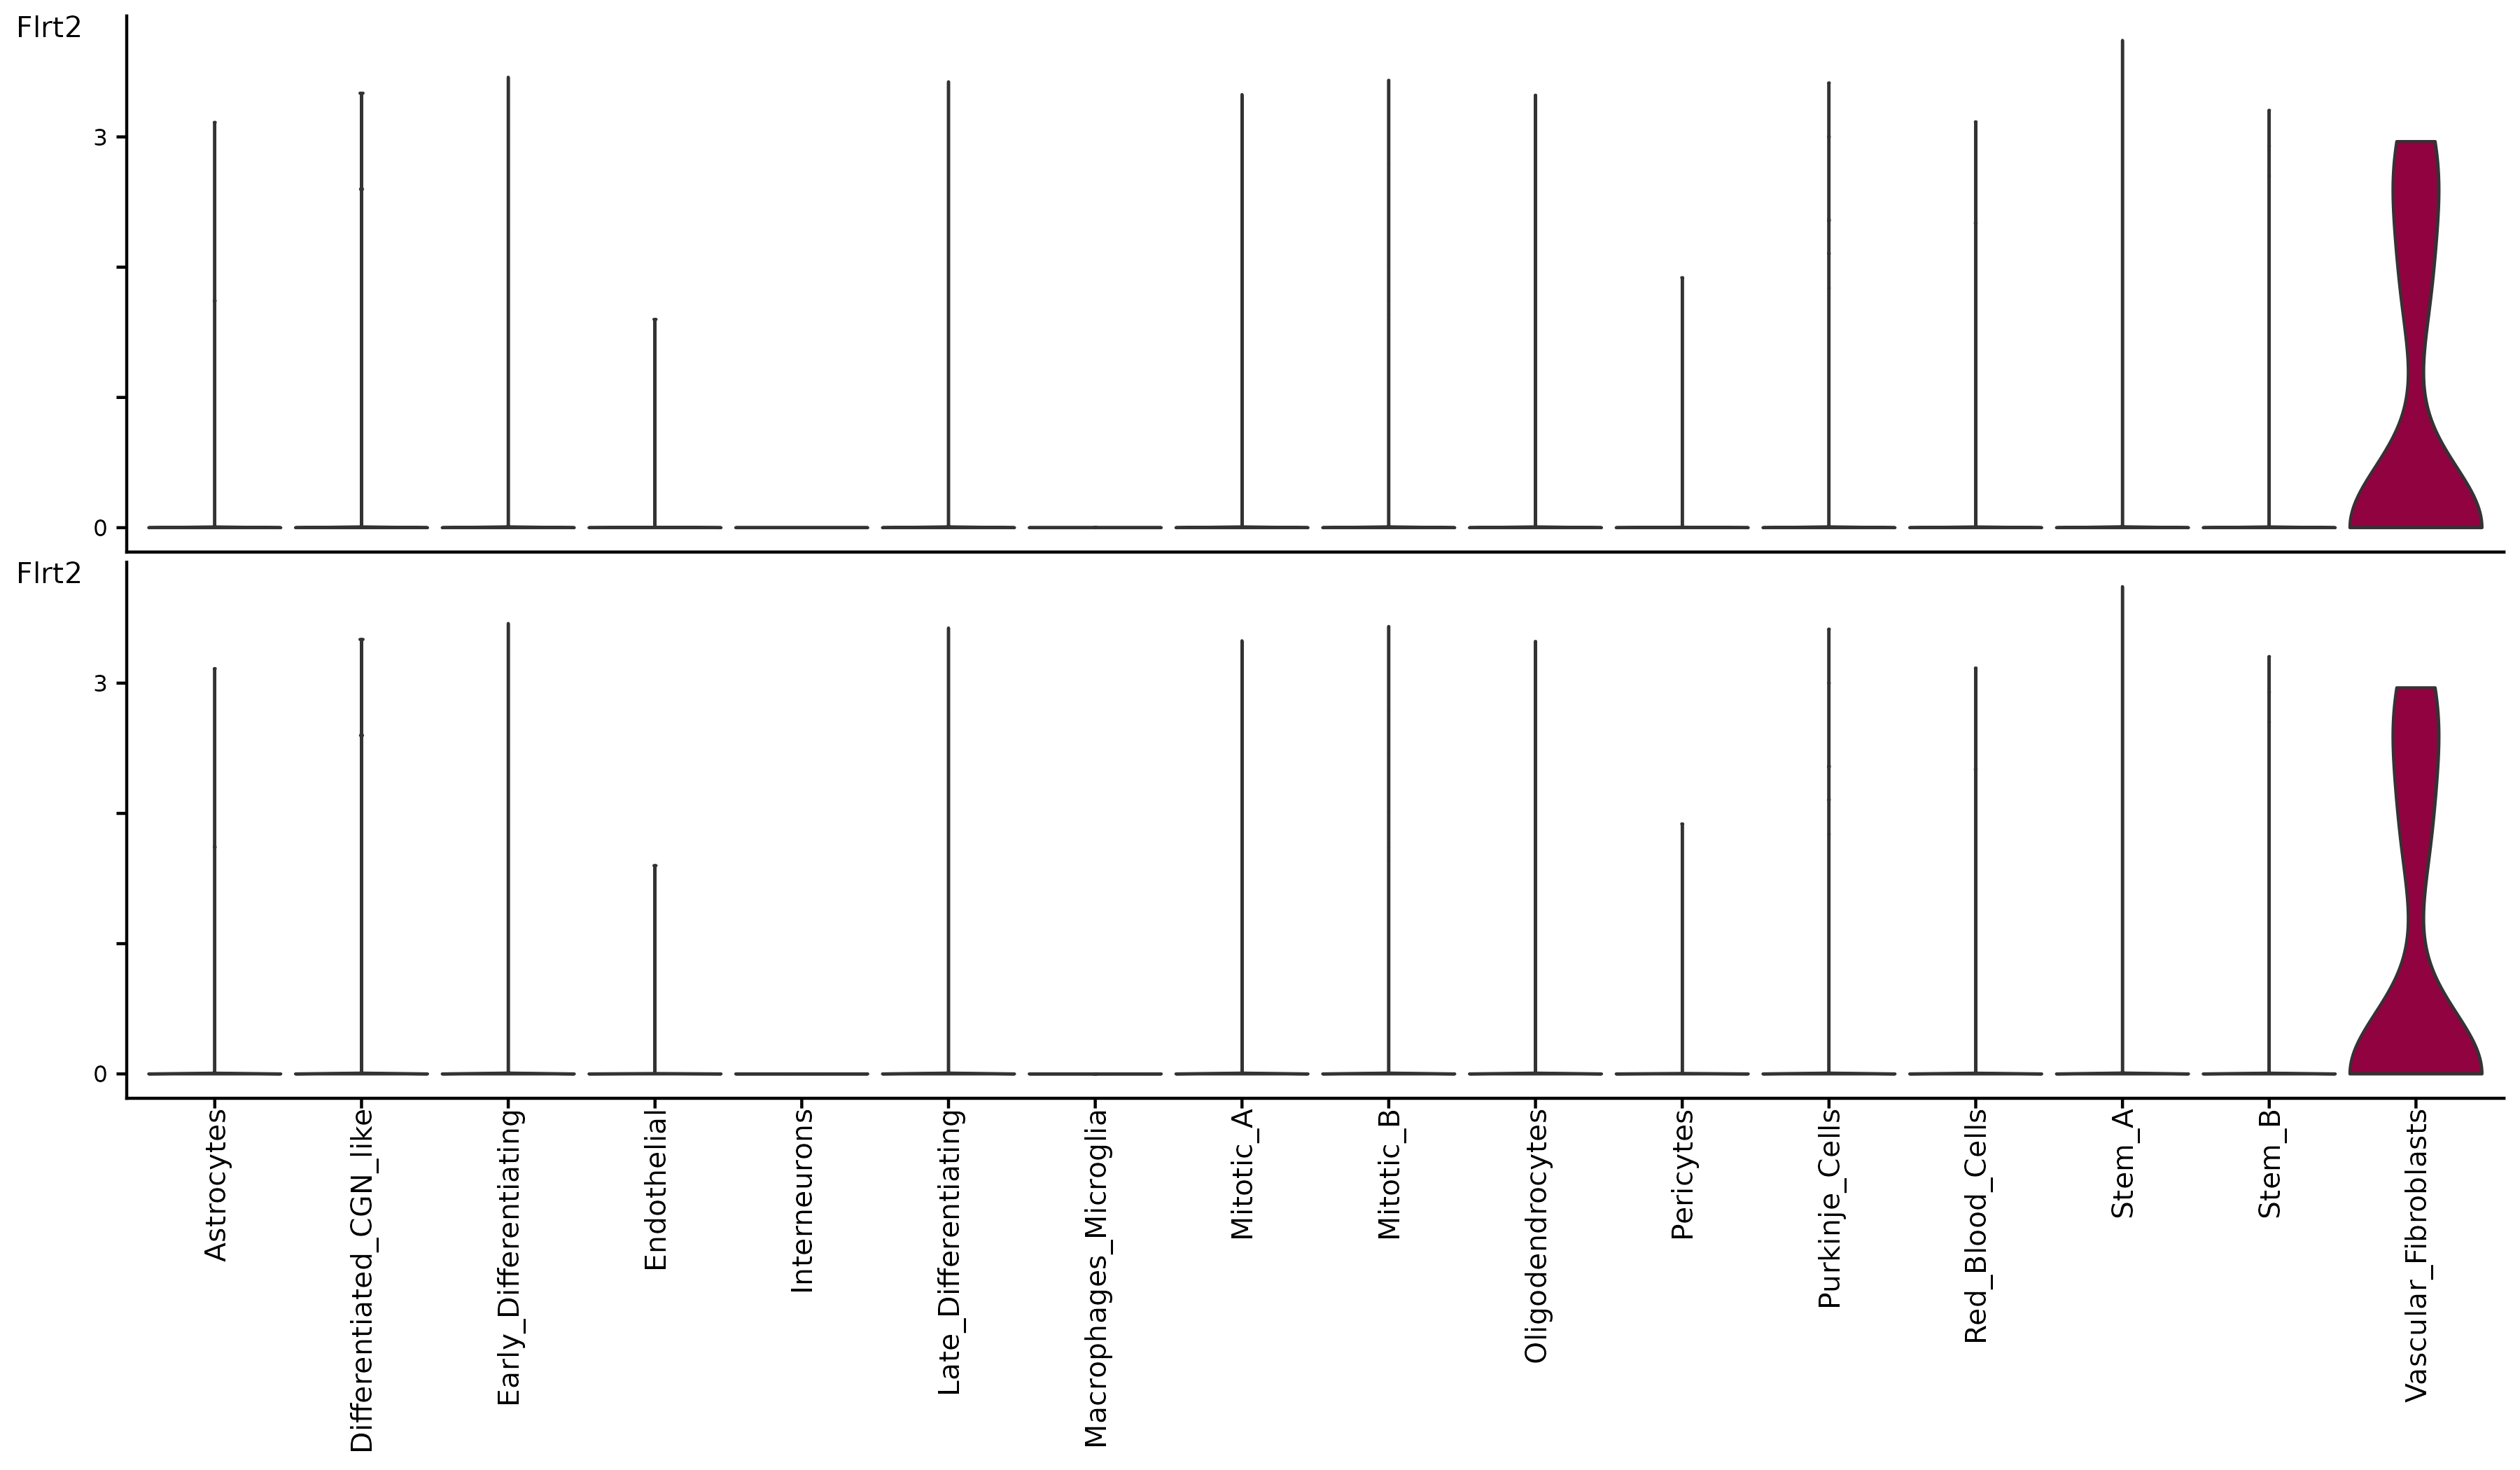 Flrt2
3
0
Flrt2
3
0
Astrocytes
Differentiated_CGN_like
Early_Differentiating
Endothelial
Interneurons
Late_Differentiating
Macrophages_Microglia
Mitotic_A
Mitotic_B
Oligodendrocytes
Pericytes
Purkinje_Cells
Red_Blood_Cells
Stem_A
Stem_B
Vascular_Fibroblasts